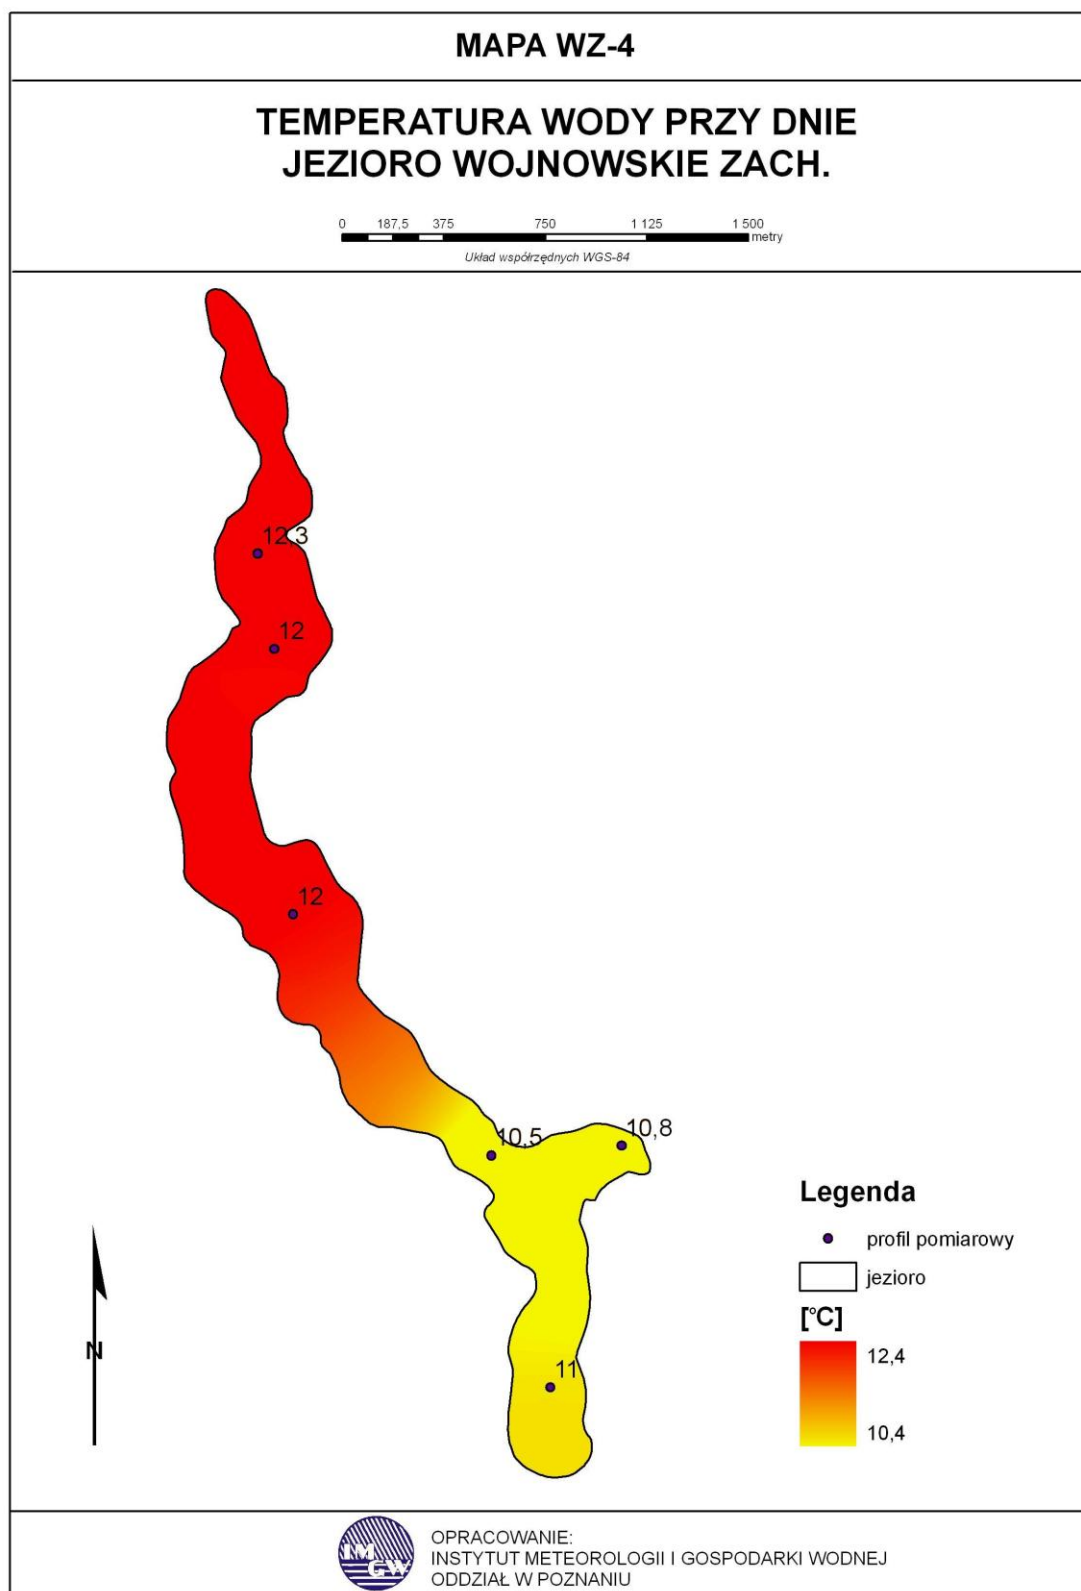 MAPA WZ-4
TEMPERATURA WODY PRZY DNIE
JEZIORO WOJNOWSKIE ZACH.
0 187,5 375 750 1 125 1 500
metry
Układ współrzędnych WGS-84
12,3
12
12
10,5
10,8
11
N
Legenda
profil pomiarowy
jezioro
[°C]
12,4
10,4
IM
GW
OPRACOWANIE:
INSTYTUT METEOROLOGII I GOSPODARKI WODNEJ
ODDZIAŁ W POZNANIU